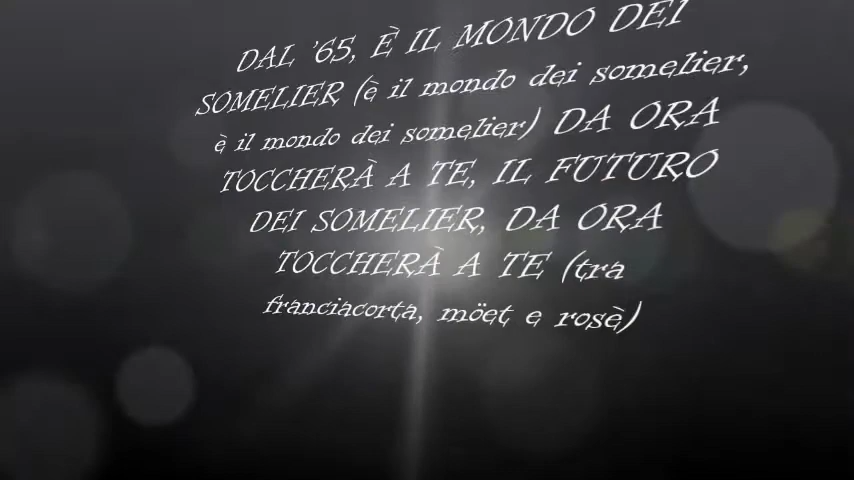 DAL '65, È IL MONDO DEI
SOMELIER (è il mondo dei somelier,
è il mondo dei somelier) DA ORA
TOCCHERÀ A TE, IL FUTURO
DEI SOMELIER, DA ORA
TOCCHERÀ A TE (tra
franciacorta, möet e rosè)